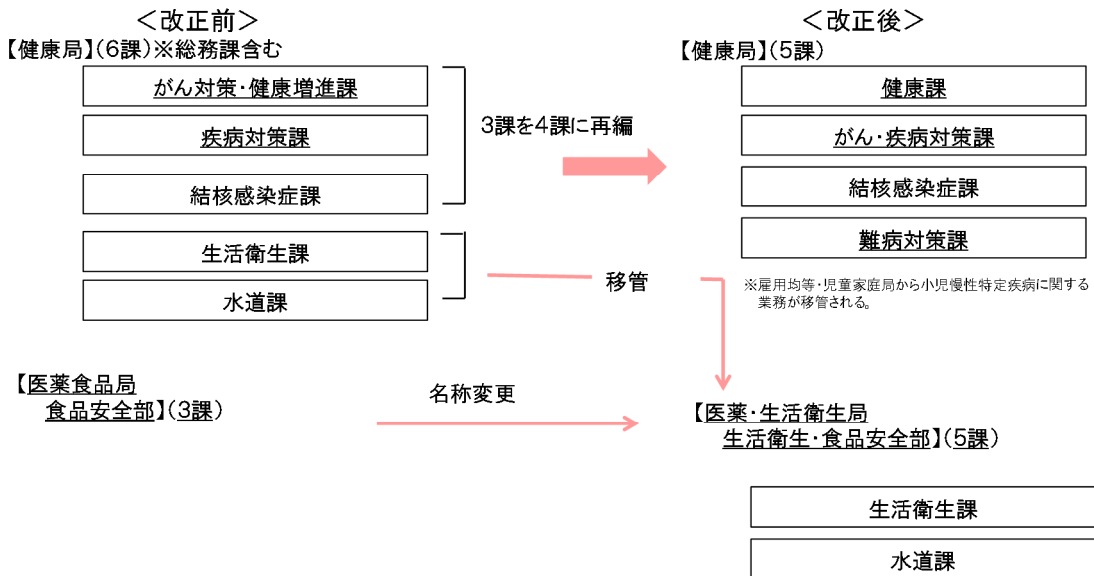 <改正前>
【健康局】(6課)※総務課含む
がん対策・健康増進課
疾病対策課
結核感染症課
生活衛生課
水道課
3課を4課に再編
移管
【医薬食品局
食品安全部】(3課)
名称変更
<改正後>
【健康局】(5課)
健康課
がん・疾病対策課
結核感染症課
難病対策課
※雇用均等・児童家庭局から小児慢性特定疾病に関する
業務が移管される。
【医薬・生活衛生局
生活衛生・食品安全部】(5課)
生活衛生課
水道課